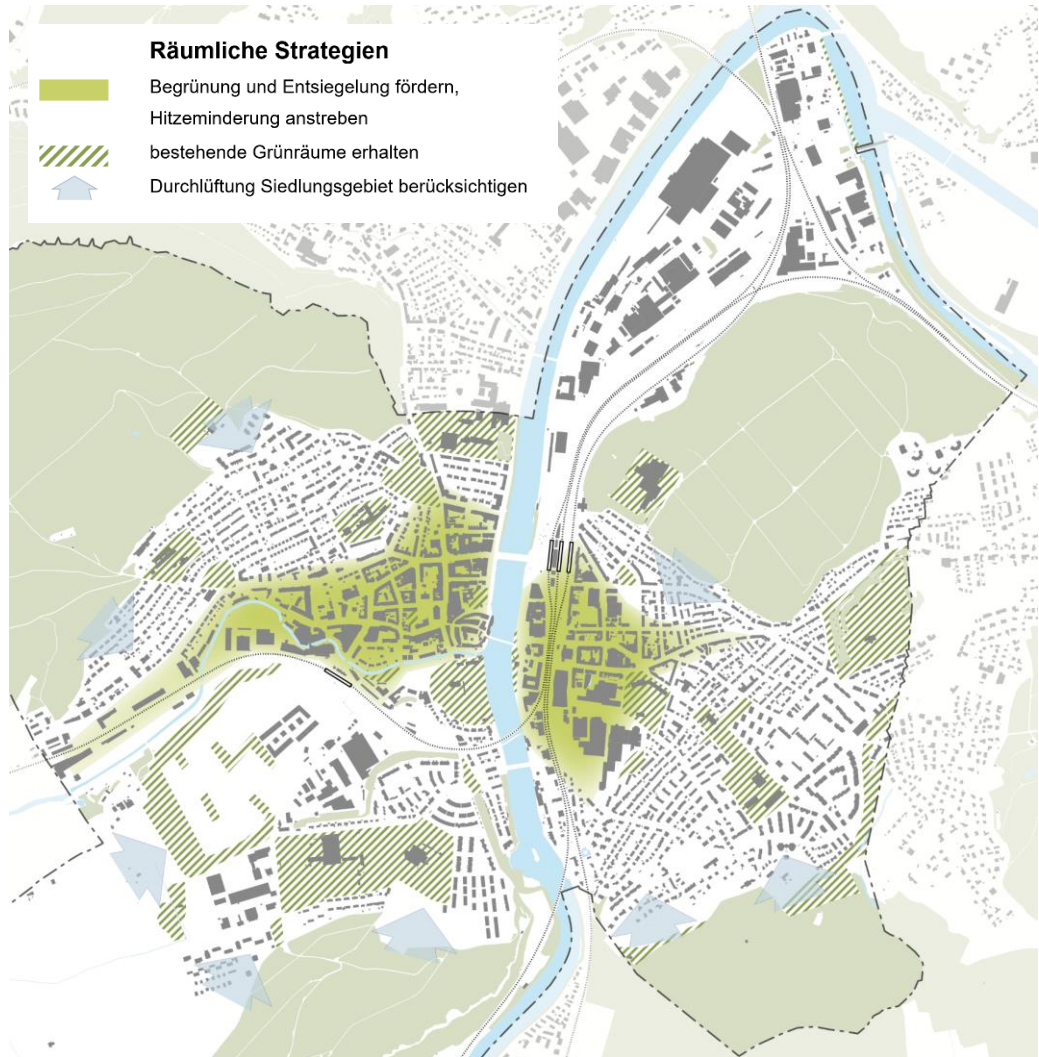 Räumliche Strategien
Begrünung und Entsiegelung fördern,
Hitzeminderung anstreben
bestehende Grünräume erhalten
Durchlüftung Siedlungsgebiet berücksichtigen